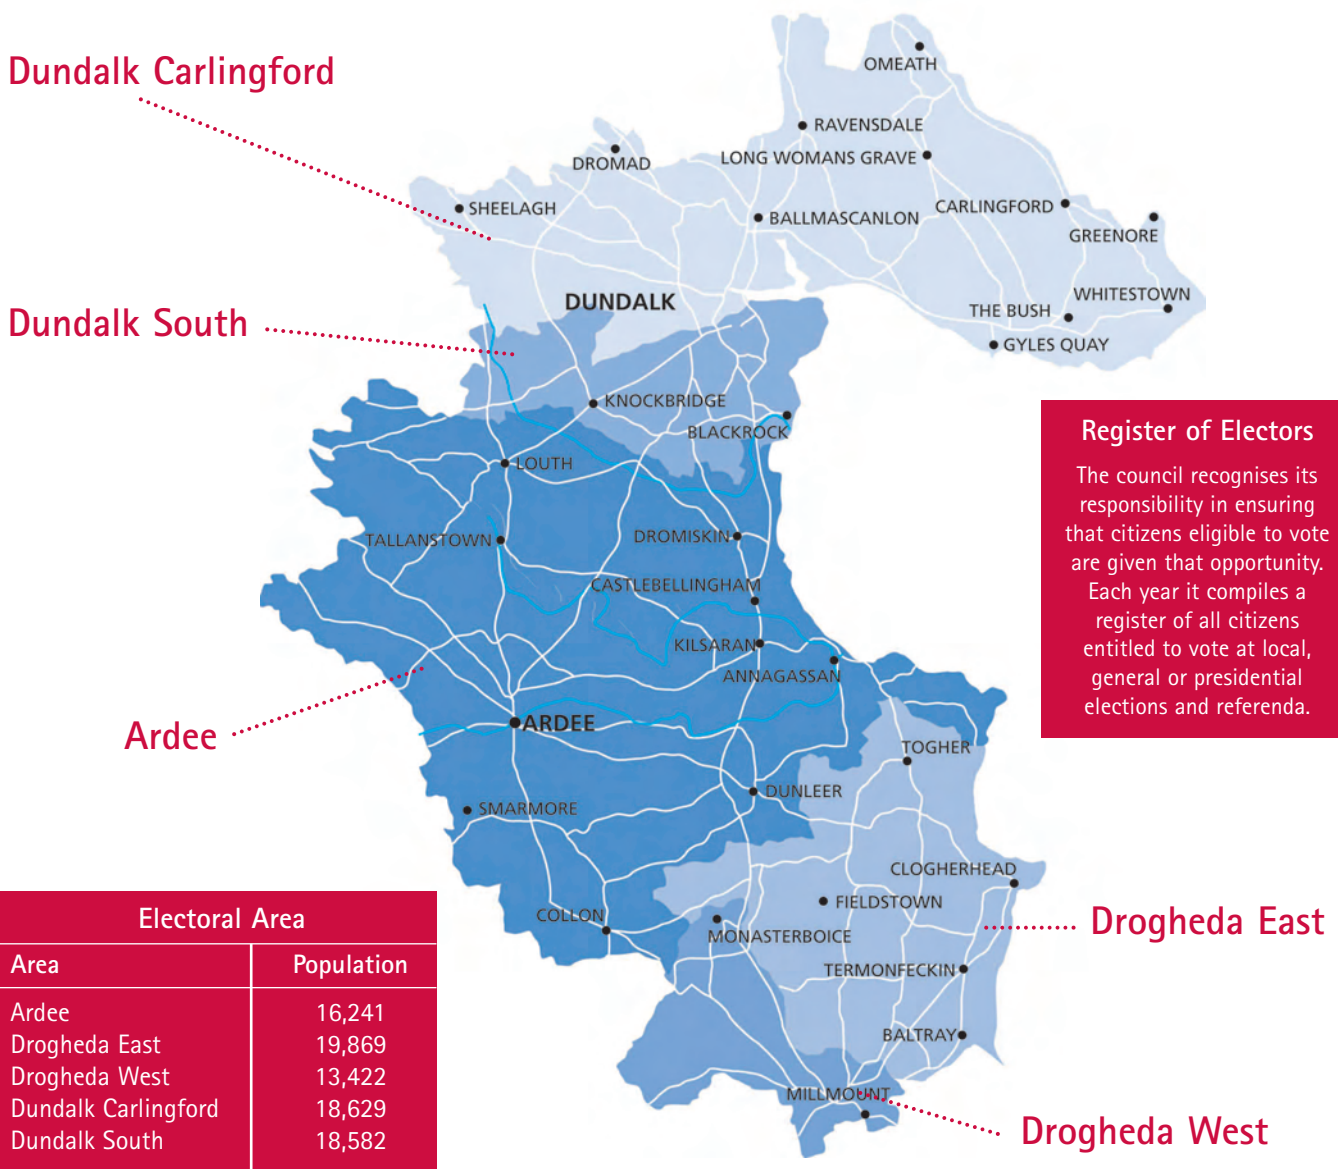 Dundalk Carlingford
OMEATH
RAVENSDALE
DROMAD
LONG WOMANS GRAVE
SHEELAGH
BALLMASCANLON
CARLINGFORD
GREENORE
Dundalk South
DUNDALK
WHITESTOWN
THE BUSH
GYLES QUAY
KNOCKBRIDGE
BLACKROCK
LOUTH
TALLANSTOWN
DROMISKIN
CASTLEBELLINGHAM
KILSARAN
ANNAGASSAN
Ardee
ARDEE
TOGHER
DUNLEER
SMARMORE
CLOGHERHEAD
FIELDSTOWN
COLLON
MONASTERBOICE
Drogheda East
TERMONFECKIN
BALTRAY
MILLMOUNT
Drogheda West
Register of Electors
The council recognises its
responsibility in ensuring
that citizens eligible to vote
are given that opportunity.
Each year it compiles a
register of all citizens
entitled to vote at local,
general or presidential
elections and referenda.
Electoral Area
Area Population
Ardee 16,241
Drogheda East 19,869
Drogheda West 13,422
Dundalk Carlingford 18,629
Dundalk South 18,582